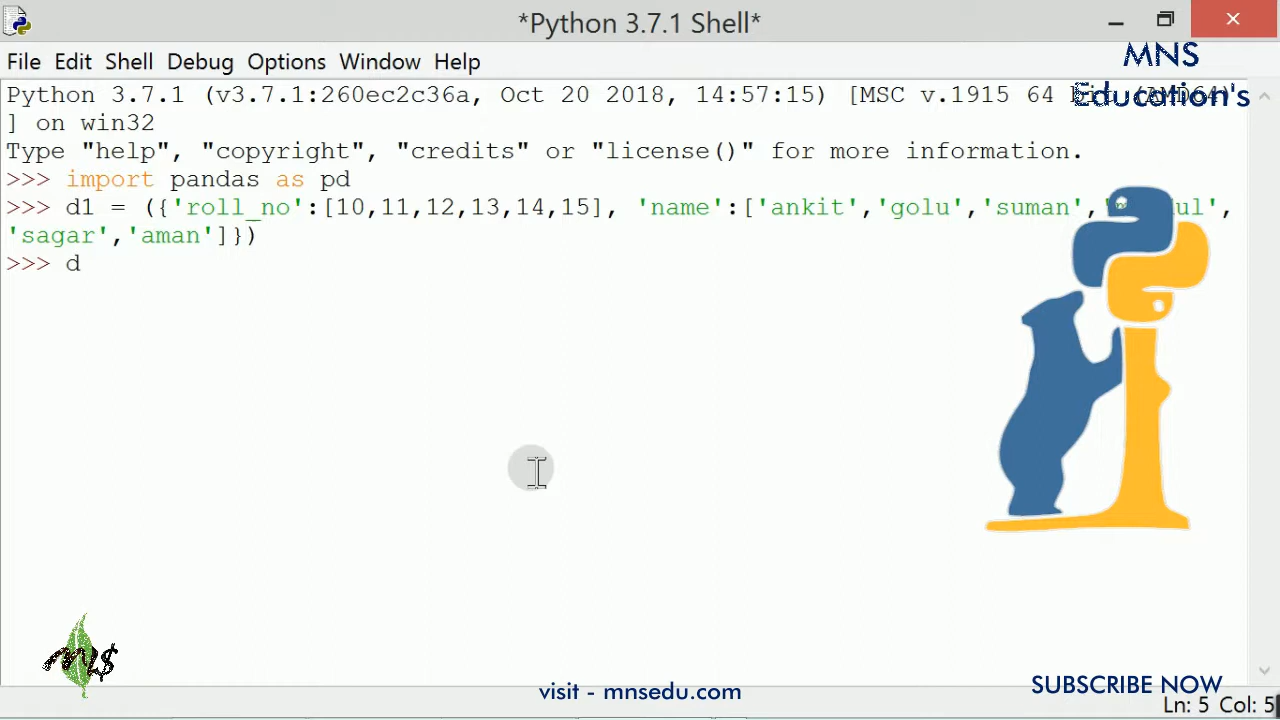 *Python 3.7.1 Shell*
File Edit Shell Debug Options Window Help
MNS
Education's
Python 3.7.1 (v3.7.1:260ec2c36a, Oct 20 2018, 14:57:15) [MSC v.1915 64 bit (AMD64)
] on win32
Type "help", "copyright", "credits" or "license()" for more information.
>>> import pandas as pd
>>> d1 = ({'roll_no':[10,11,12,13,14,15], 'name':['ankit','golu','suman',
'sagar','aman']})
>>> d
visit - mnsedu.com
SUBSCRIBE NOW
Ln: 5 Col: 5